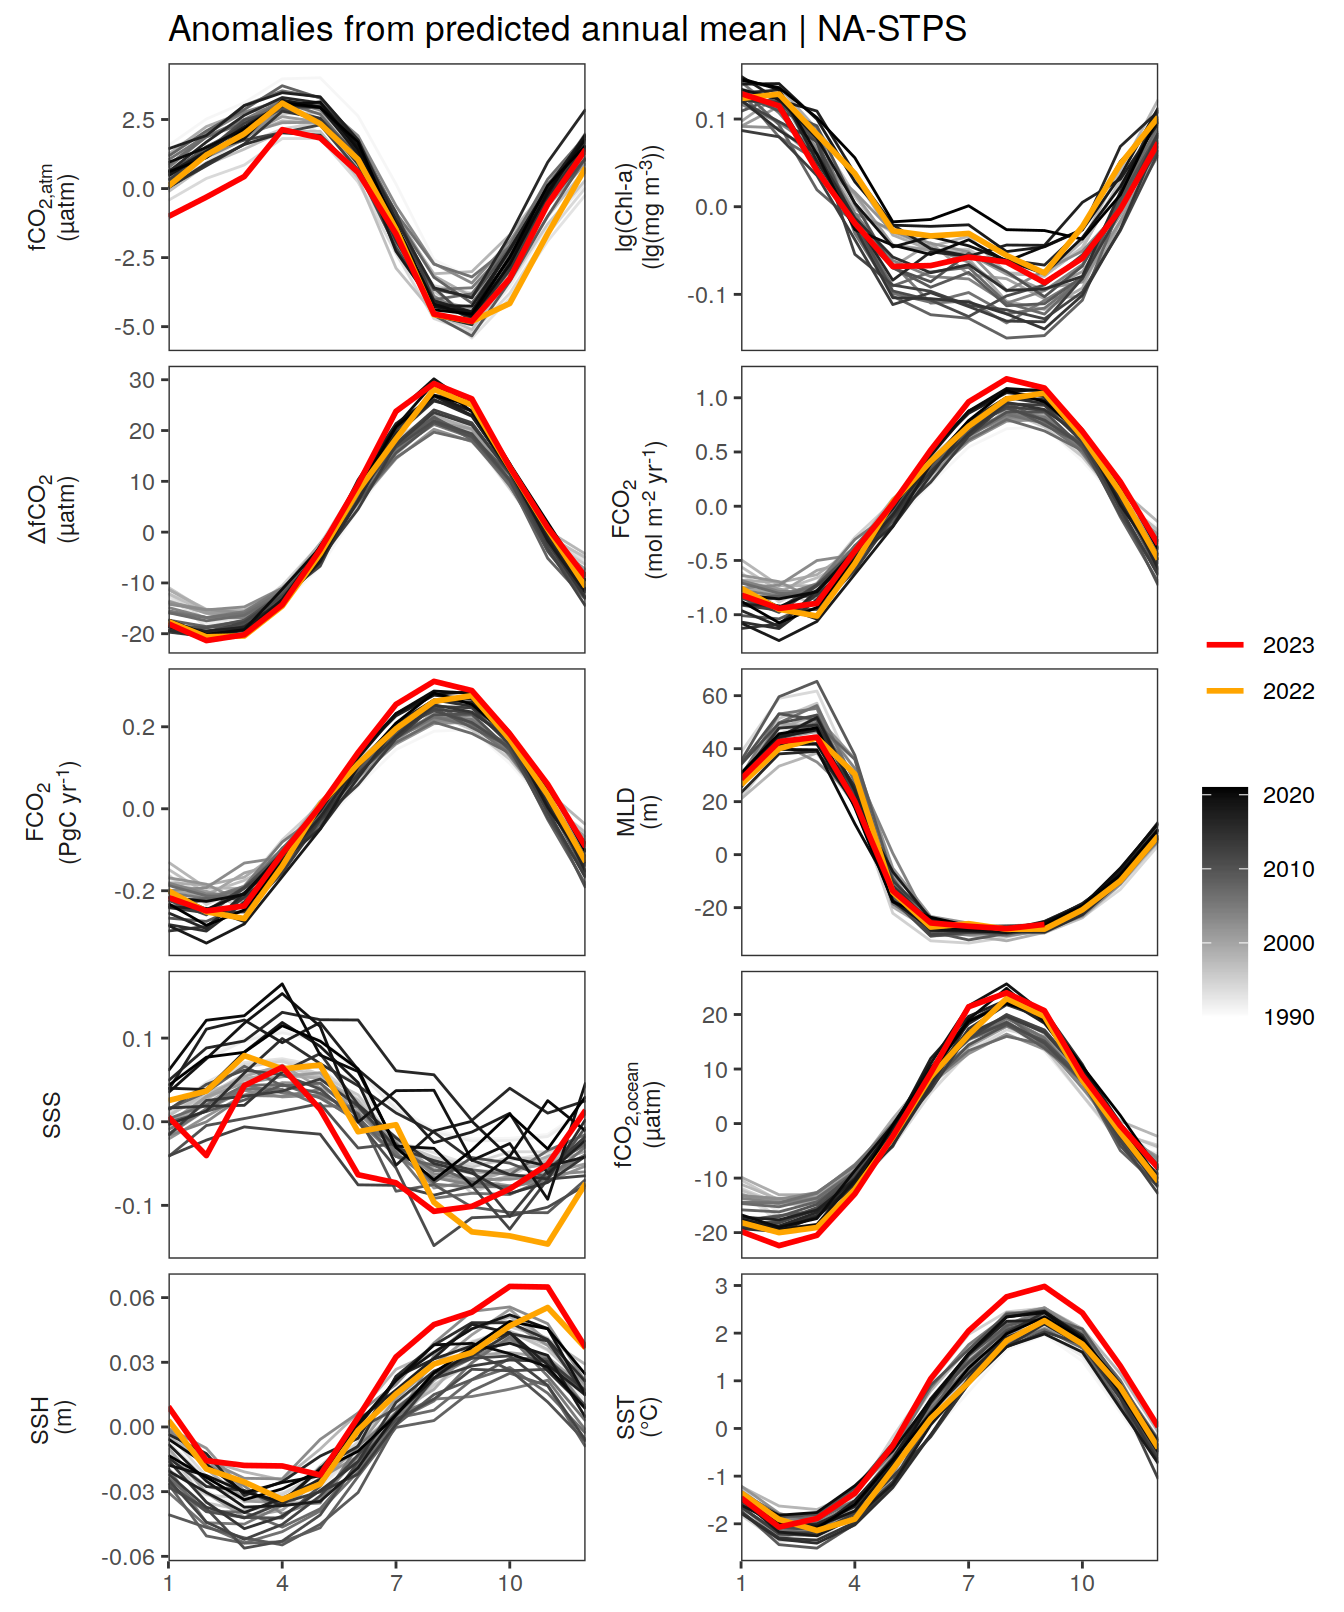 Anomalies from predicted annual mean | NA-STPS
fCO2,atm
(µatm)
2.5
0.0
-2.5
-5.0
lg(Chl-a)
(lg(mg m-3))
0.1
0.0
-0.1
ΔfCO2
(µatm)
30
20
10
0
-10
-20
FCO2
(mol m-2 yr-1)
1.0
0.5
0.0
-0.5
-1.0
FCO2
(PgC yr-1)
0.2
0.0
-0.2
MLD
(m)
60
40
20
0
-20
SSS
0.1
0.0
-0.1
fCO2,ocean
(µatm)
20
10
0
-10
-20
SSH
(m)
0.06
0.03
0.00
-0.03
-0.06
1 4 7 10
SST
(°C)
3
2
1
0
-1
-2
1 4 7 10
2023
2022
2020
2010
2000
1990